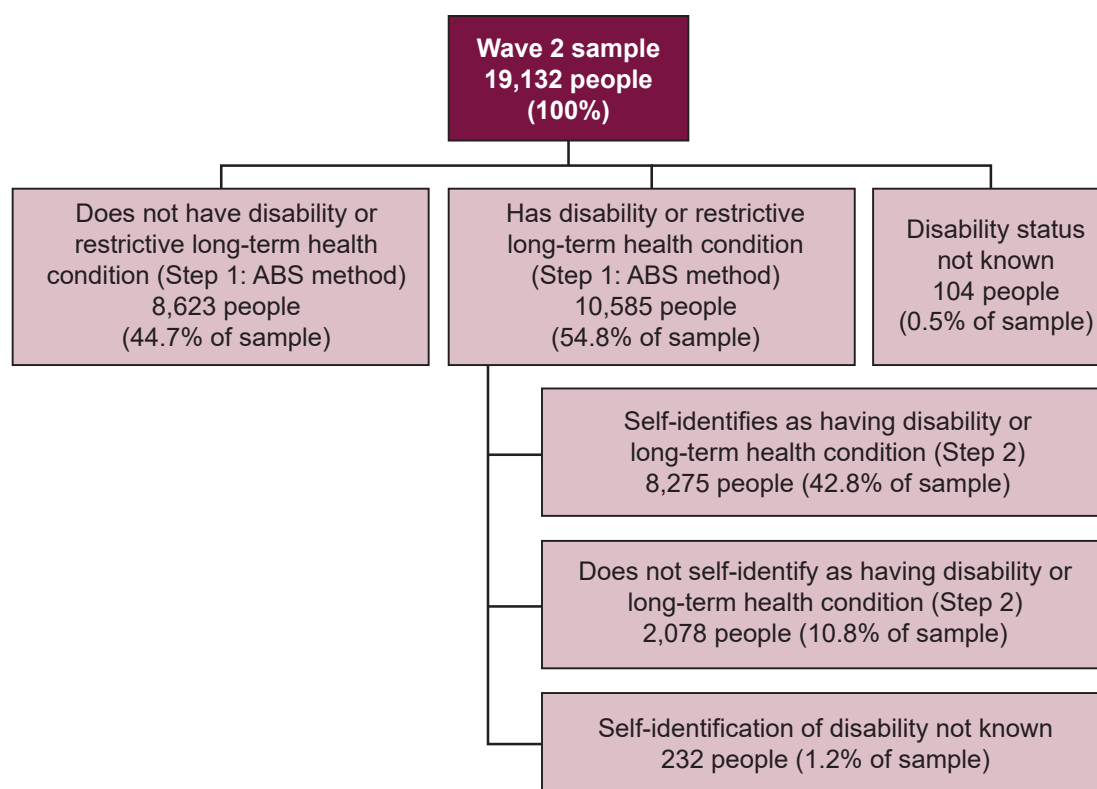 Wave 2 sample
19,132 people
(100%)
Does not have disability or
restrictive long-term health
condition (Step 1: ABS method)
8,623 people
(44.7% of sample)
Has disability or restrictive
long-term health condition
(Step 1: ABS method)
10,585 people
(54.8% of sample)
Disability status
not known
104 people
(0.5% of sample)
Self-identifies as having disability or
long-term health condition (Step 2)
8,275 people (42.8% of sample)
Does not self-identify as having disability or
long-term health condition (Step 2)
2,078 people (10.8% of sample)
Self-identification of disability not known
232 people (1.2% of sample)